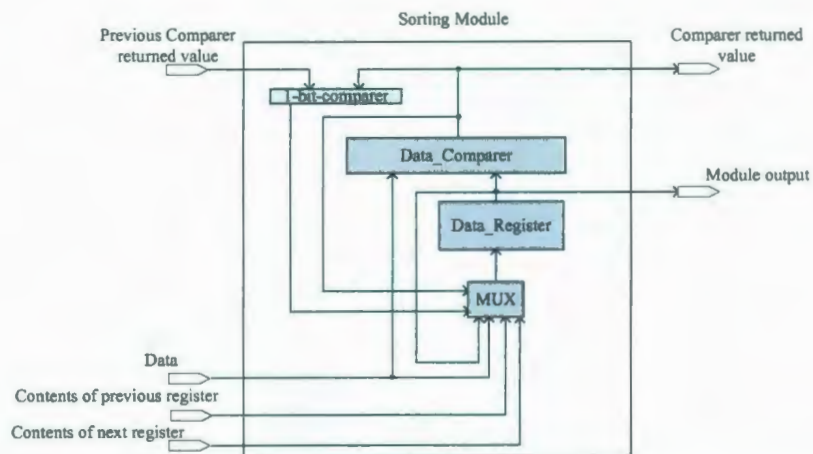 Sorting Module
Previous Comparer
returned value
Comparer returned
value
-bit-comparer
Data_Comparer
Module output
Data_Register
MUX
Data
Contents of previous register
Contents of next register